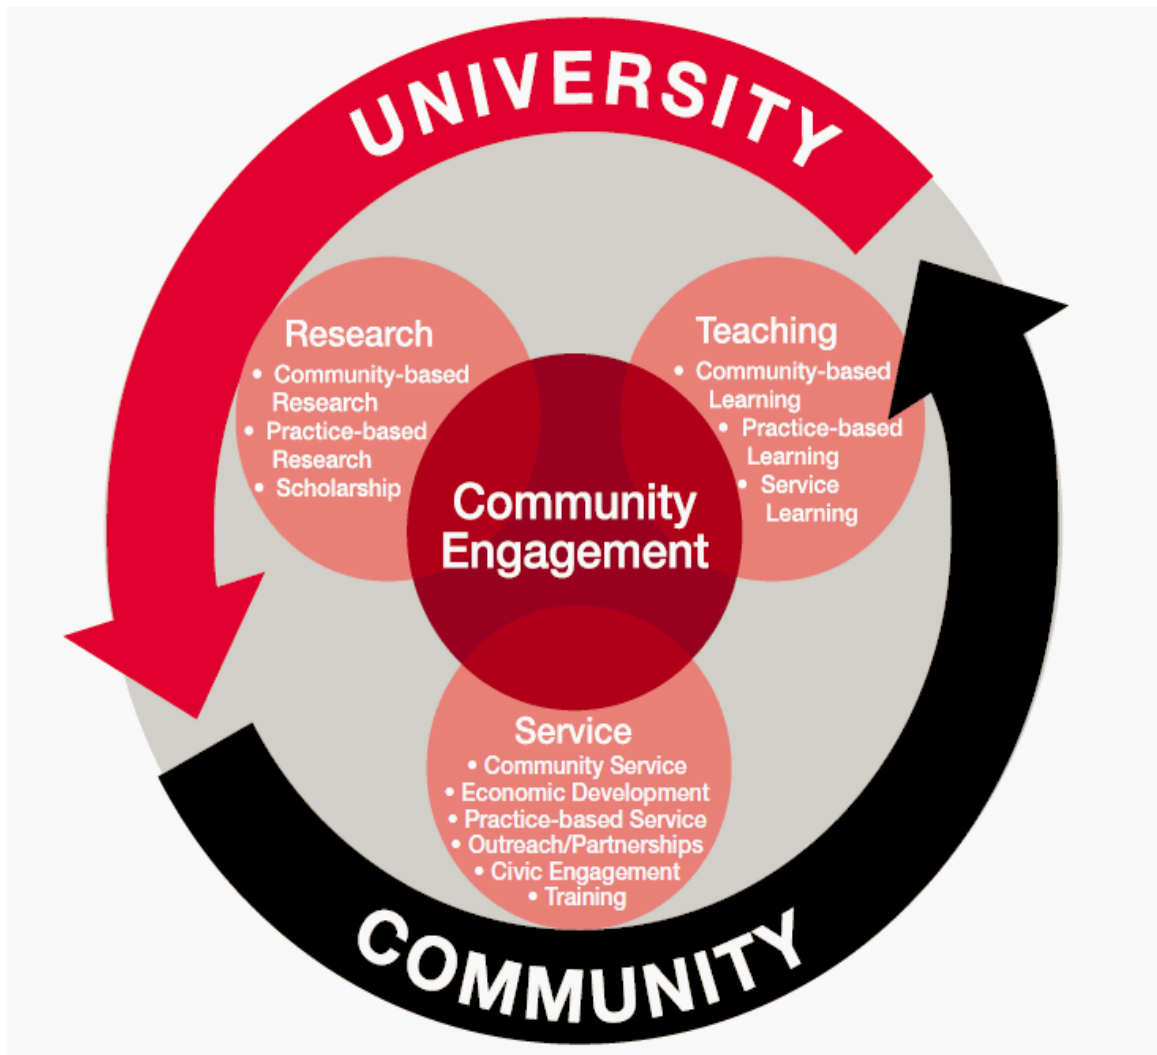 UNIVERSITY
Research
• Community-based
Research
• Practice-based
Research
• Scholarship
Teaching
• Community-based
Learning
• Practice-based
Learning
• Service
Learning
Community
Engagement
Service
• Community Service
• Economic Development
• Practice-based Service
• Outreach/Partnerships
• Civic Engagement
• Training
COMMUNITY